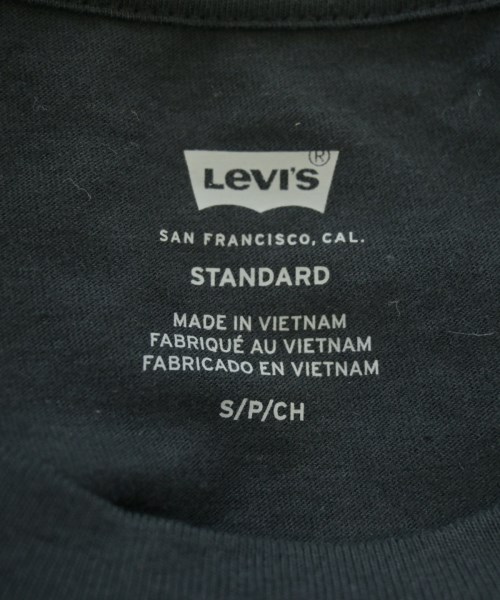 Levi's®
SAN FRANCISCO, CAL.
STANDARD
MADE IN VIETNAM
FABRIQUÉ AU VIETNAM
FABRICADO EN VIETNAM
S/P/CH